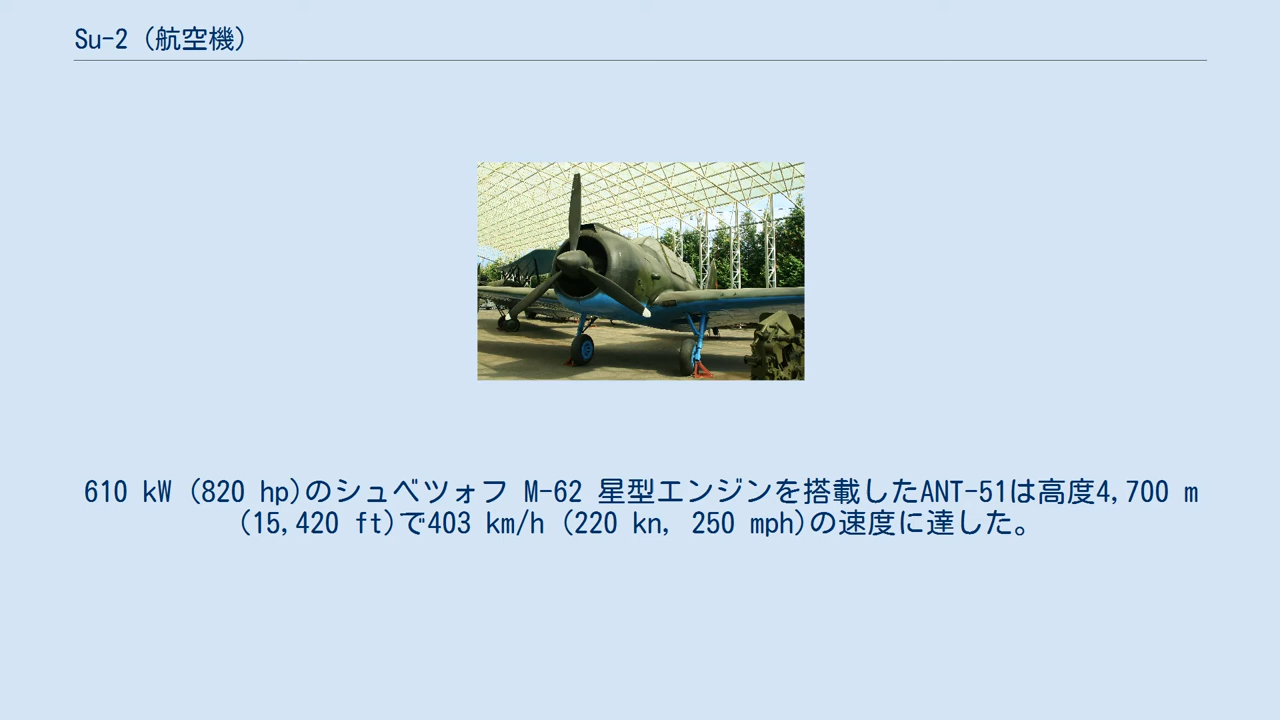 Su-2 (航空機)
610 kW (820 hp)のシュベツォフ M-62 星型エンジンを搭載したANT-51は高度4,700 m
(15,420 ft)で403 km/h (220 kn, 250 mph)の速度に達した。